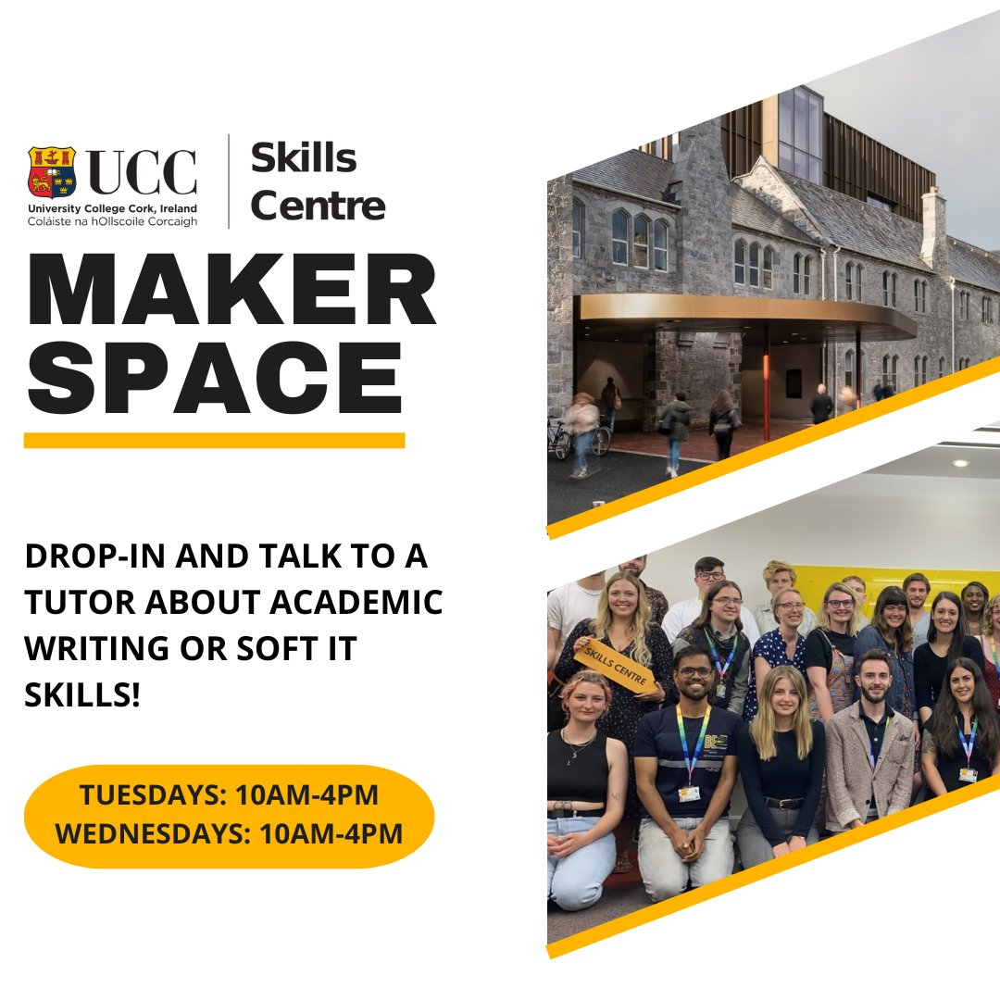 UCC
University College Cork, Ireland
Coláiste na hOllscoile Corcaigh
Skills
Centre
MAKER
SPACE
DROP-IN AND TALK TO A
TUTOR ABOUT ACADEMIC
WRITING OR SOFT IT
SKILLS!
TUESDAYS: 10AM-4PM
WEDNESDAYS: 10AM-4PM
SKILLS CENTRE
BE